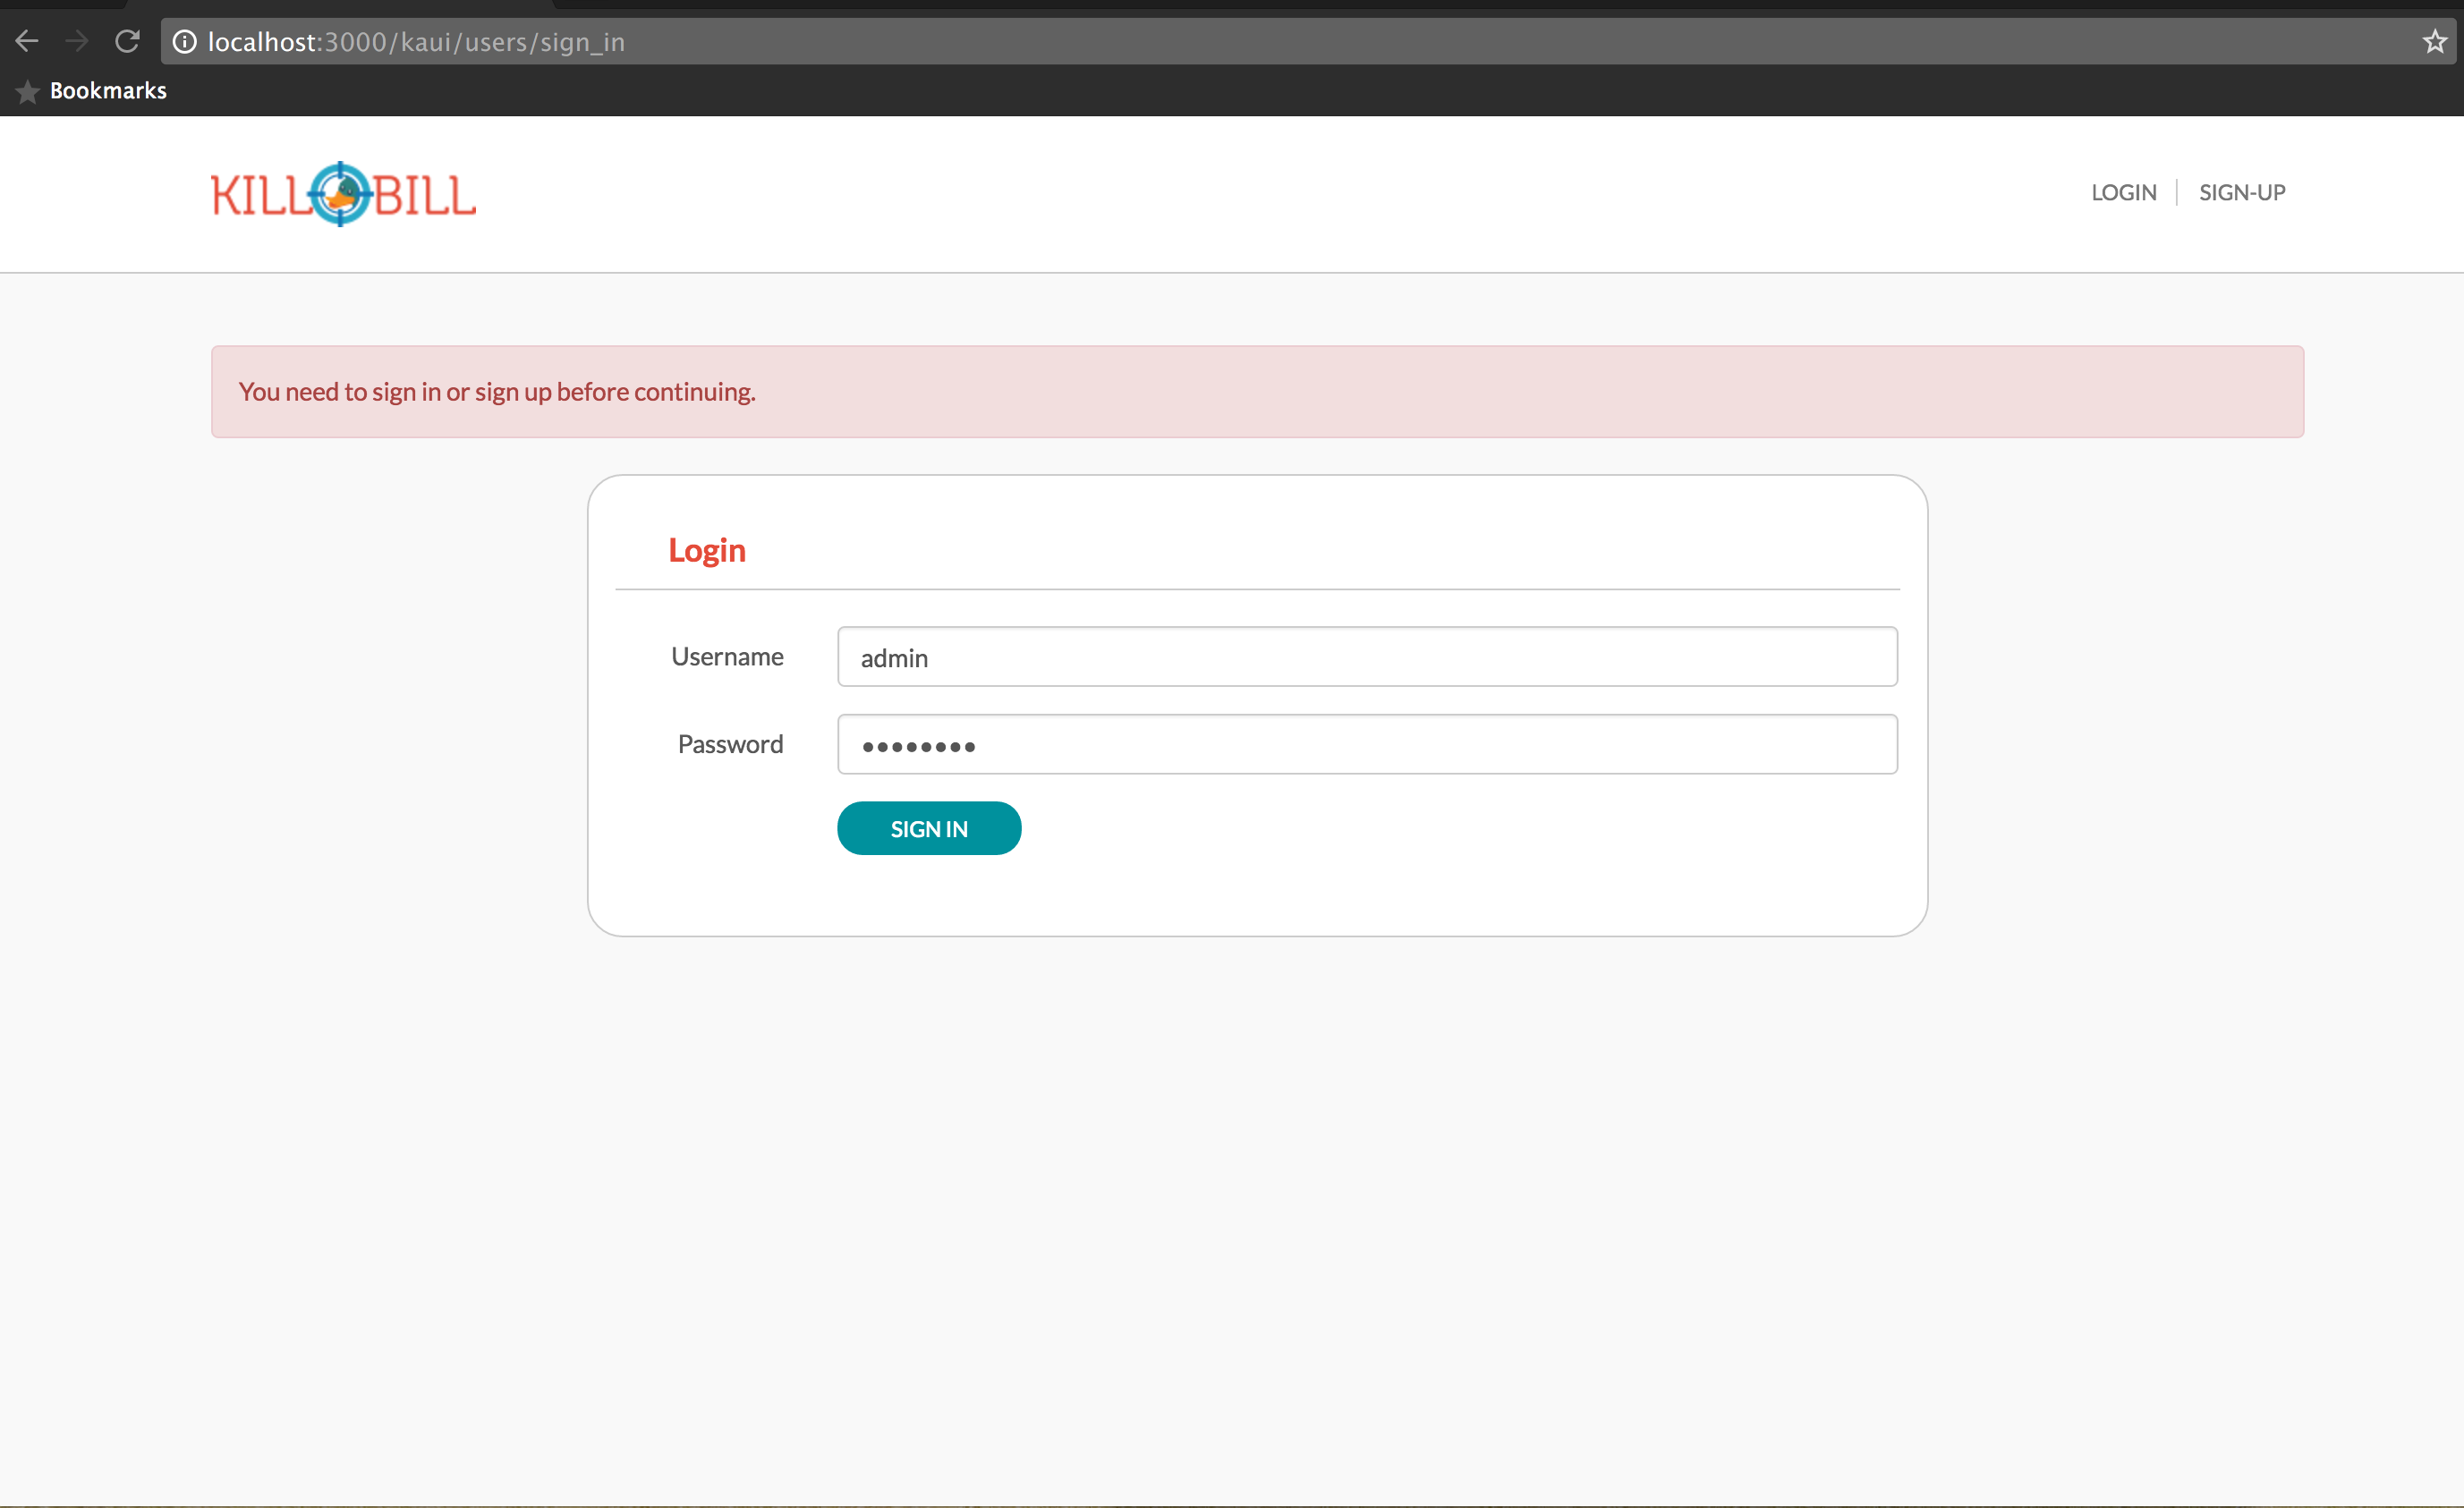 localhost:3000/kaui/users/sign_in
Bookmarks
KILL BILL
LOGIN
SIGN-UP
You need to sign in or sign up before continuing.
Login
Username
admin
Password
••••••••
SIGN IN